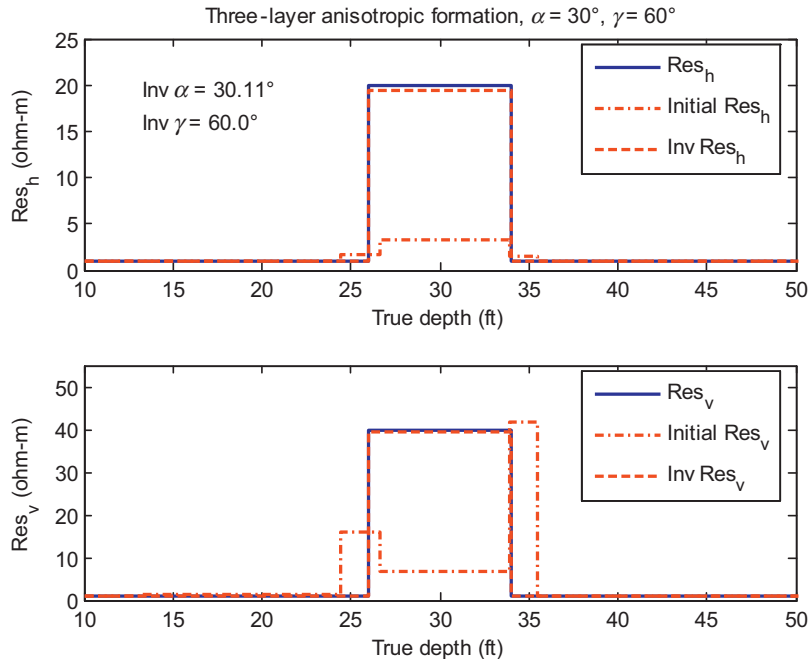 Three-layer anisotropic formation, α = 30°, γ = 60°
25
20
15
10
5
0
Res_h (ohm-m)
Inv α = 30.11°
Inv γ = 60.0°
Res_h
Initial Res_h
Inv Res_h
10 15 20 25 30 35 40 45 50
True depth (ft)
50
40
30
20
10
0
Res_v (ohm-m)
Res_v
Initial Res_v
Inv Res_v
10 15 20 25 30 35 40 45 50
True depth (ft)